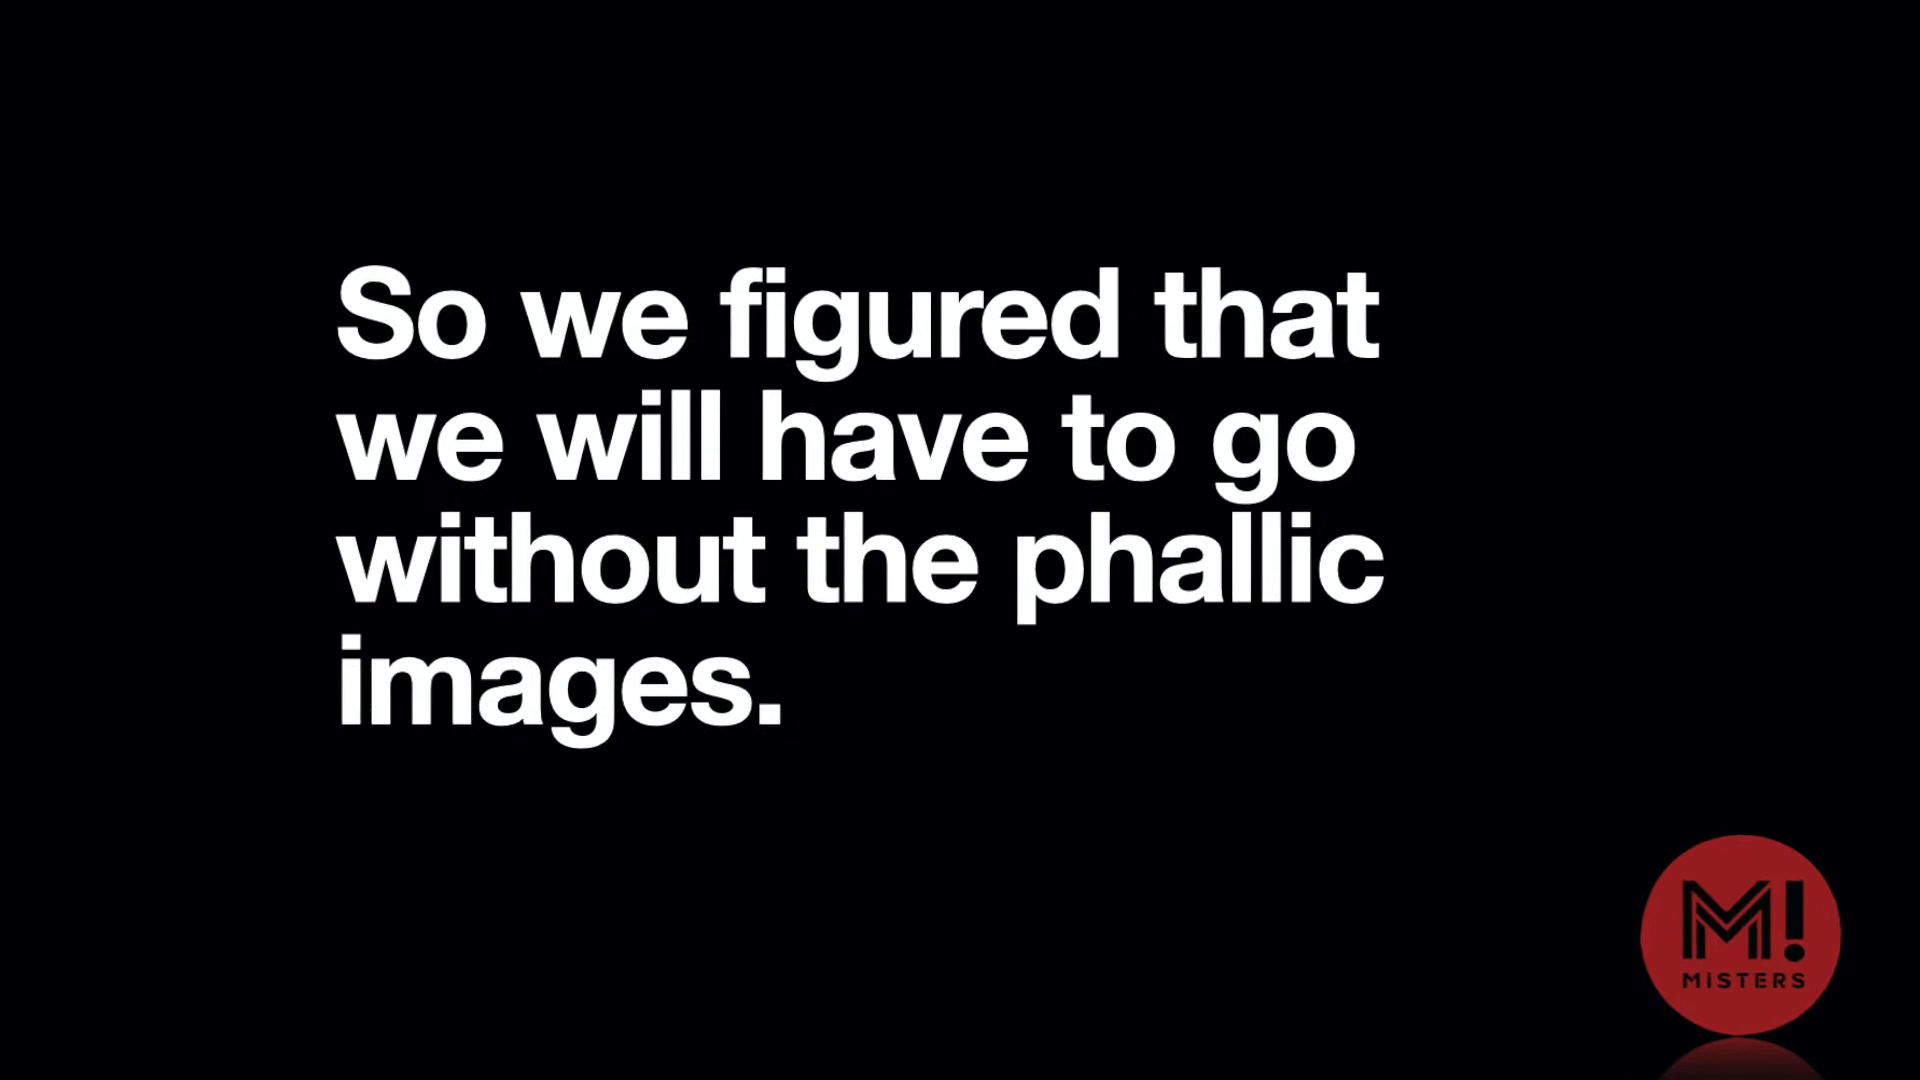 So we figured that
we will have to go
without the phallic
images.
M!
MiSTERS